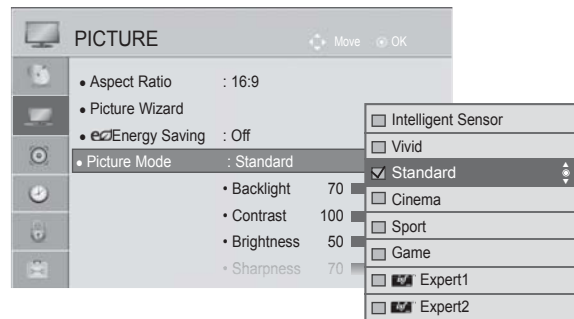 PICTURE
Move OK
• Aspect Ratio : 16:9
• Picture Wizard
• eco Energy Saving : Off
• Picture Mode : Standard
• Backlight 70
• Contrast 100
• Brightness 50
• Sharpness 70
Intelligent Sensor
Vivid
Standard
Cinema
Sport
Game
Expert1
Expert2